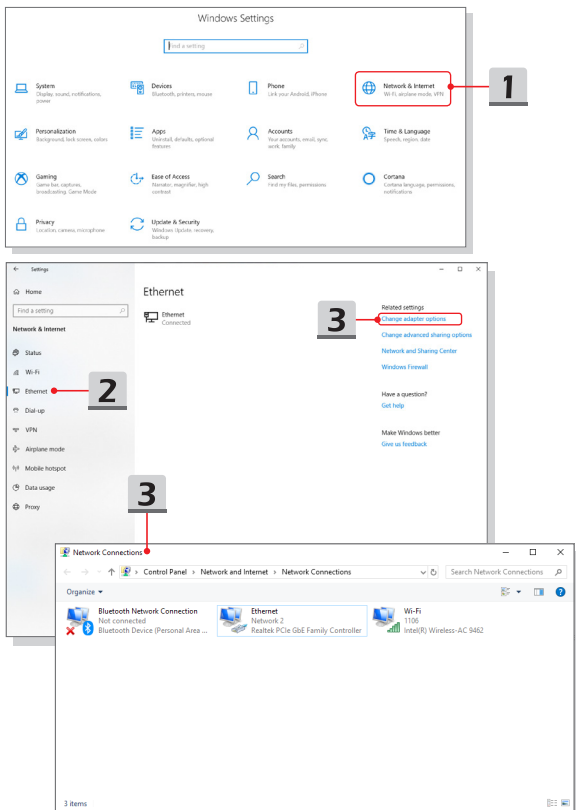 Windows Settings
Find a setting
System
Display, sound, notifications,
power
Devices
Bluetooth, printers, mouse
Phone
Link your Android, iPhone
Network & Internet
Wi-Fi, airplane mode, VPN
1
Personalization
Background, lock screen, colors
Apps
Uninstall, defaults, optional
features
Accounts
Your accounts, email, sync,
work, family
Time & Language
Speech, region, date
Gaming
Game bar, captures,
broadcasting, Game Mode
Ease of Access
Narrator, magnifier, high
contrast
Search
Find my files, permissions
Cortana
Cortana language, permissions,
notifications
Privacy
Location, camera, microphone
Update & Security
Windows Update, recovery,
backup
Settings
Home
Find a setting
Network & Internet
Status
Wi-Fi
Ethernet
2
Dial-up
VPN
Airplane mode
Mobile hotspot
Data usage
Proxy
Ethernet
Ethernet
Connected
3
Related settings
Change adapter options
Change advanced sharing options
Network and Sharing Center
Windows Firewall
Have a question?
Get help
Make Windows better
Give us feedback
3
Network Connections
Control Panel > Network and Internet > Network Connections
Search Network Connections
Organize
Bluetooth Network Connection
Not connected
Bluetooth Device (Personal Area ...
Ethernet
Network 2
Realtek PCIe GbE Family Controller
Wi-Fi
1106
Intel(R) Wireless-AC 9462
3 items